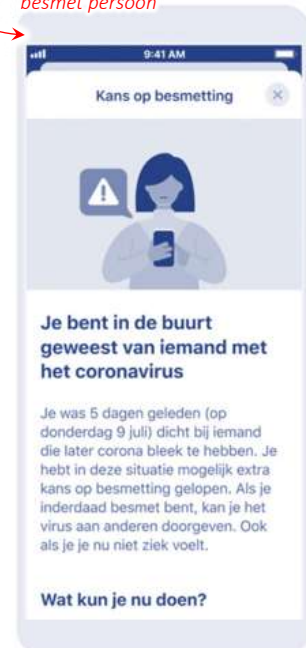 besmet persoon
9:41 AM
Kans op besmetting
Je bent in de buurt
geweest van iemand met
het coronavirus
Je was 5 dagen geleden (op
donderdag 9 juli) dicht bij iemand
die later corona bleek te hebben. Je
hebt in deze situatie mogelijk extra
kans op besmetting gelopen. Als je
inderdaad besmet bent, kan je het
virus aan anderen doorgeven. Ook
als je je nu niet ziek voelt.
Wat kun je nu doen?